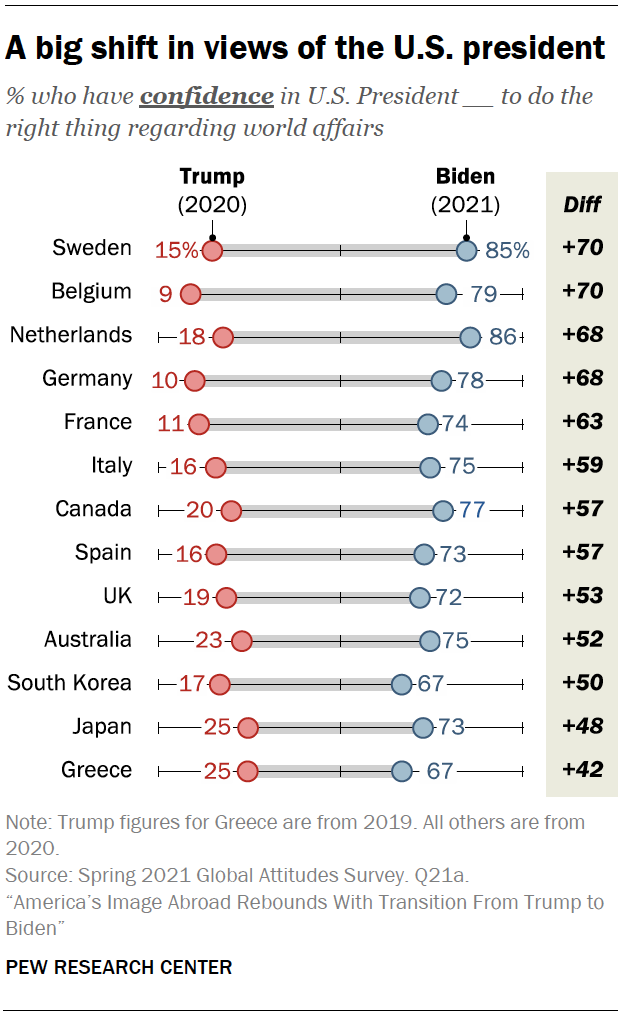 A big shift in views of the U.S. president
% who have confidence in U.S. President __ to do the
right thing regarding world affairs
Trump Biden
(2020) (2021) Diff
Sweden 15% 85% +70
Belgium 9 79 +70
Netherlands 18 86 +68
Germany 10 78 +68
France 11 74 +63
Italy 16 75 +59
Canada 20 77 +57
Spain 16 73 +57
UK 19 72 +53
Australia 23 75 +52
South Korea 17 67 +50
Japan 25 73 +48
Greece 25 67 +42
Note: Trump figures for Greece are from 2019. All others are from
2020.
Source: Spring 2021 Global Attitudes Survey. Q21a.
“America’s Image Abroad Rebounds With Transition From Trump to
Biden”
PEW RESEARCH CENTER